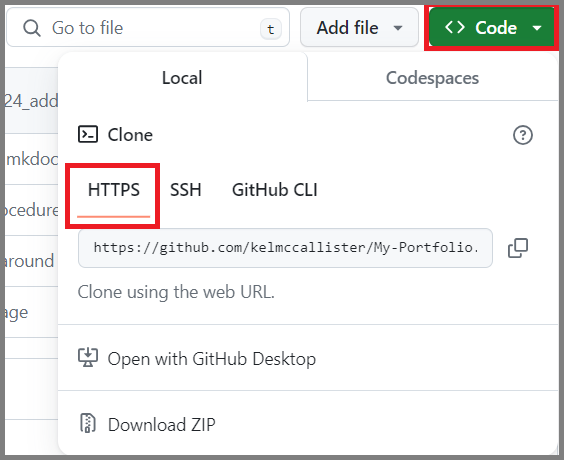 Go to file
t
Add file
<> Code
Local
Codespaces
24_add
Clone
mkdoc
HTTPS
SSH
GitHub CLI
ocedure
https://github.com/kelmccallister/My-Portfolio.
around
Clone using the web URL.
age
Open with GitHub Desktop
Download ZIP